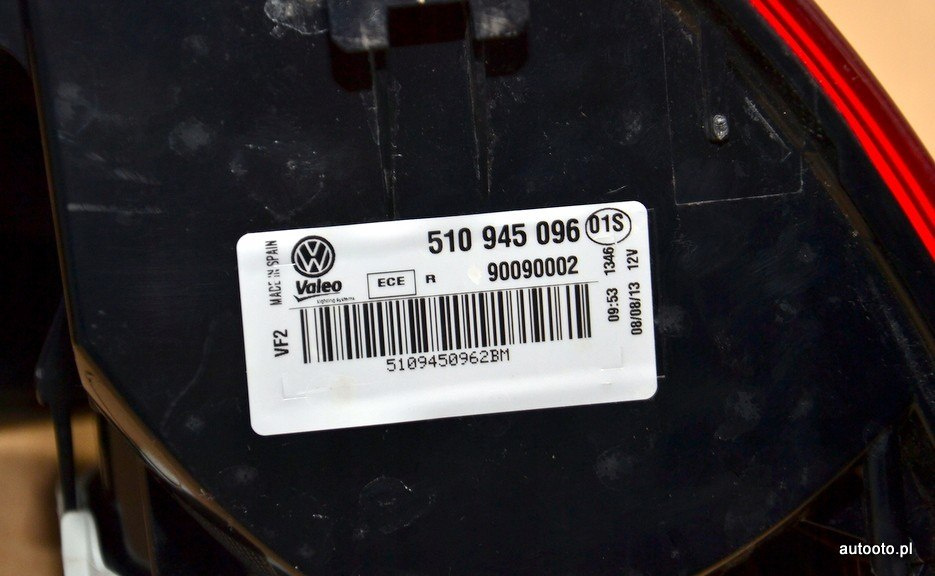 MADE IN SPAIN
VF2
Valeo
lighting systems
ECE
R
510 945 096 01S
90090002
5109450962BM
09:53 1346
08/08/13 12V
autooto.pl